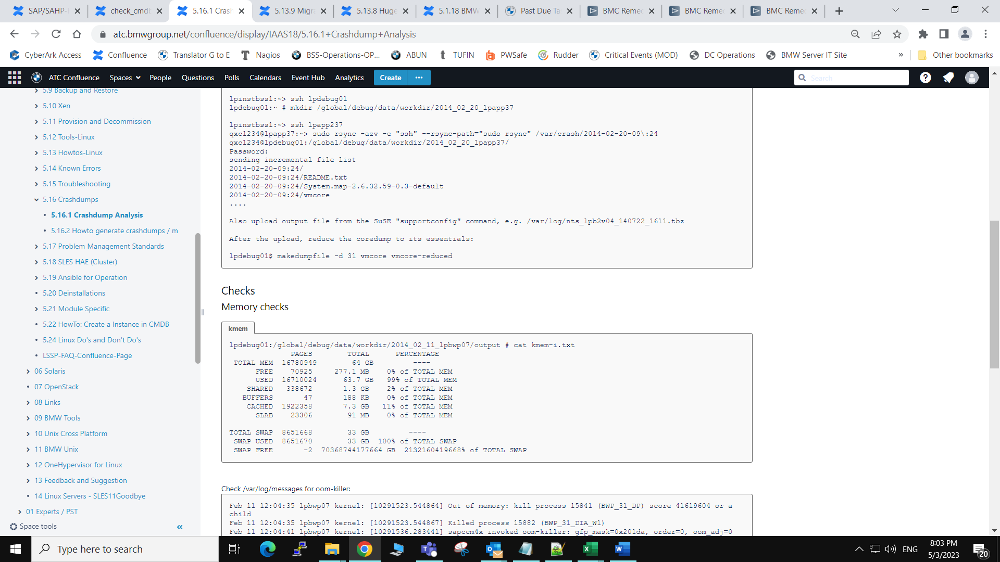 SAP/SAHP-
check_cmd
5.16.1 Crash
5.13.9 Migra
5.13.8 Huge
5.1.18 BMW
Past Due Ta
BMC Reme
BMC Reme
BMC Reme
atc.bmwgroup.net/confluence/display/IAAS18/5.16.1+Crashdump+Analysis
CyberArk Access
Confluence
Translator G to E
Nagios
BSS-Operations-OP...
ABUN
TUFIN
PWSafe
Rudder
Critical Events (MOD)
DC Operations
BMW Server IT Site
»
Other bookmarks
ATC Confluence
Spaces
People
Questions
Polls
Calendars
Event Hub
Analytics
Create
Search
5.9 Backup and Restore
5.10 Xen
5.11 Provision and Decommission
5.12 Tools-Linux
5.13 Howtos-Linux
5.14 Known Errors
5.15 Troubleshooting
5.16 Crashdumps
5.16.1 Crashdump Analysis
5.16.2 Howto generate crashdumps / m
5.17 Problem Management Standards
5.18 SLES HAE (Cluster)
5.19 Ansible for Operation
5.20 Deinstallations
5.21 Module Specific
5.22 HowTo: Create a Instance in CMDB
5.24 Linux Do's and Don't Do's
LSSP-FAQ-Confluence-Page
06 Solaris
07 OpenStack
08 Links
09 BMW Tools
10 Unix Cross Platform
11 BMW Unix
12 OneHypervisor for Linux
13 Feedback and Suggestion
14 Linux Servers - SLES11Goodbye
01 Experts / PST
Space tools
«
lpinstbss1:~> ssh lpdebug01
lpdebug01:~ # mkdir /global/debug/data/workdir/2014_02_20_lpapp37
lpinstbss1:~> ssh lpapp237
qxc1234@lpapp37:~> sudo rsync -azv -e "ssh" --rsync-path="sudo rsync" /var/crash/2014-02-20-09\:24
qxc1234@lpdebug01:/global/debug/data/workdir/2014_02_20_lpapp37/
Password:
sending incremental file list
2014-02-20-09:24/
2014-02-20-09:24/README.txt
2014-02-20-09:24/System.map-2.6.32.59-0.3-default
2014-02-20-09:24/vmcore
....
Also upload output file from the SuSE "supportconfig" command, e.g. /var/log/nts_lpb2v04_140722_1611.tbz
After the upload, reduce the coredump to its essentials:
lpdebug01$ makedumpfile -d 31 vmcore vmcore-reduced
Checks
Memory checks
kmem
lpdebug01:/global/debug/data/workdir/2014_02_11_lpbwp07/output # cat kmem-i.txt
PAGES TOTAL PERCENTAGE
TOTAL MEM 16780949 64 GB ----
FREE 70925 277.1 MB 0% of TOTAL MEM
USED 16710024 63.7 GB 99% of TOTAL MEM
SHARED 338672 1.3 GB 2% of TOTAL MEM
BUFFERS 47 188 KB 0% of TOTAL MEM
CACHED 1922358 7.3 GB 11% of TOTAL MEM
SLAB 23306 91 MB 0% of TOTAL MEM
TOTAL SWAP 8651668 33 GB ----
SWAP USED 8651670 33 GB 100% of TOTAL SWAP
SWAP FREE -2 70368744177664 GB 2132160419668% of TOTAL SWAP
Check /var/log/messages for oom-killer:
Feb 11 12:04:35 lpbwp07 kernel: [10291523.544864] Out of memory: kill process 15841 (BWP_31_DP) score 41619604 or a
child
Feb 11 12:04:35 lpbwp07 kernel: [10291523.544867] Killed process 15882 (BWP_31_DIA_W1)
Feb 11 12:04:41 lpbwp07 kernel: [10291536.283441] sapccm4x invoked oom-killer: gfp_mask=0x201da, order=0, oom_adj=0
Type here to search
ENG
8:03 PM
5/3/2023
20